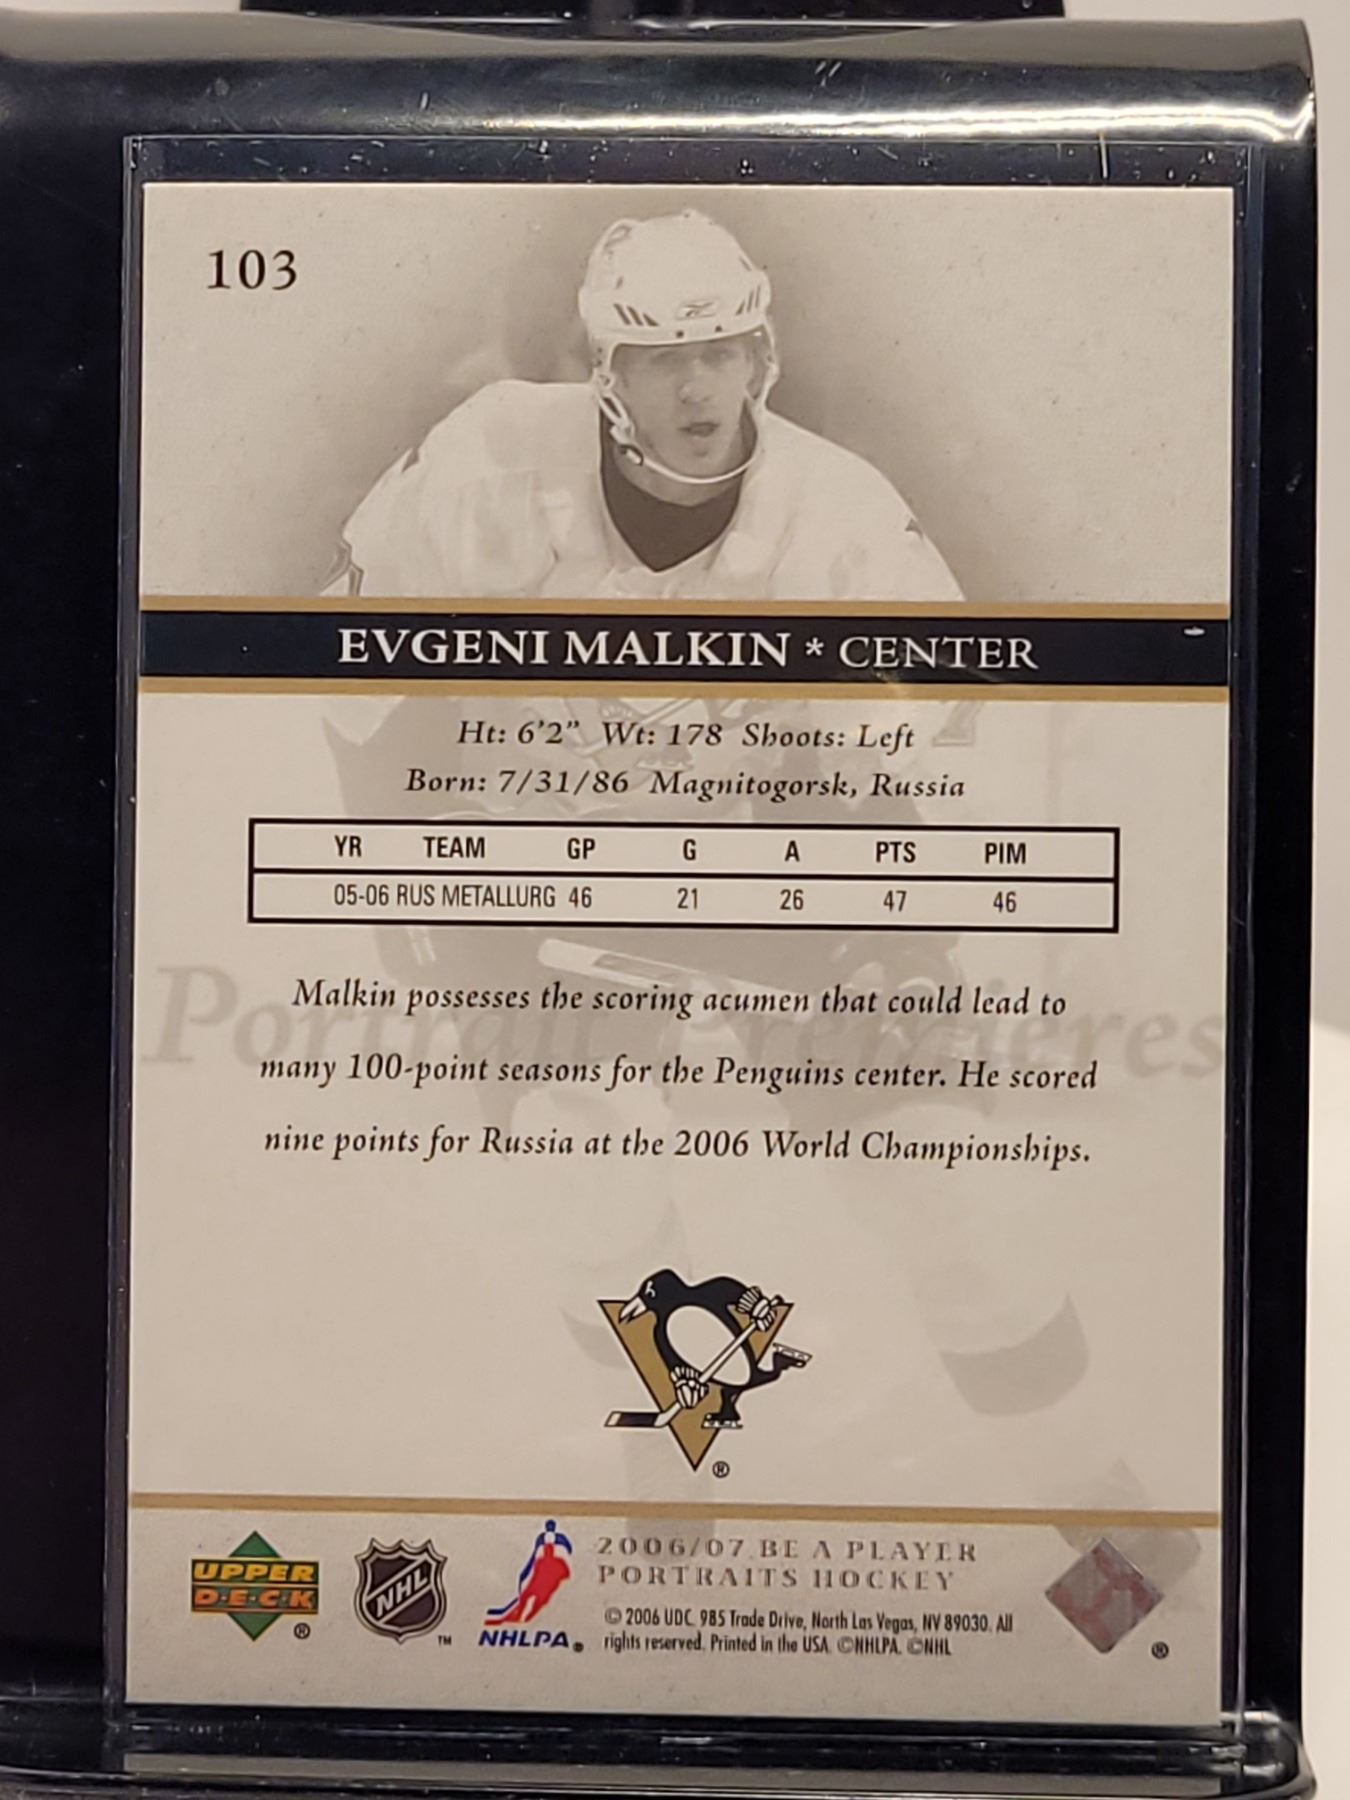 103
EVGENI MALKIN * CENTER
Ht: 6'2" Wt: 178 Shoots: Left
Born: 7/31/86 Magnitogorsk, Russia
YR TEAM GP G A PTS PIM
05-06 RUS METALLURG 46 21 26 47 46
Portrait Premieres
Malkin possesses the scoring acumen that could lead to
many 100-point seasons for the Penguins center. He scored
nine points for Russia at the 2006 World Championships.
®
UPPER
D·E·C·K
®
NHL
™
NHLPA®
2006/07 BE A PLAYER
PORTRAITS HOCKEY
© 2006 UDC. 985 Trade Drive, North Las Vegas, NV 89030. All
rights reserved. Printed in the USA. ©NHLPA. ©NHL
®